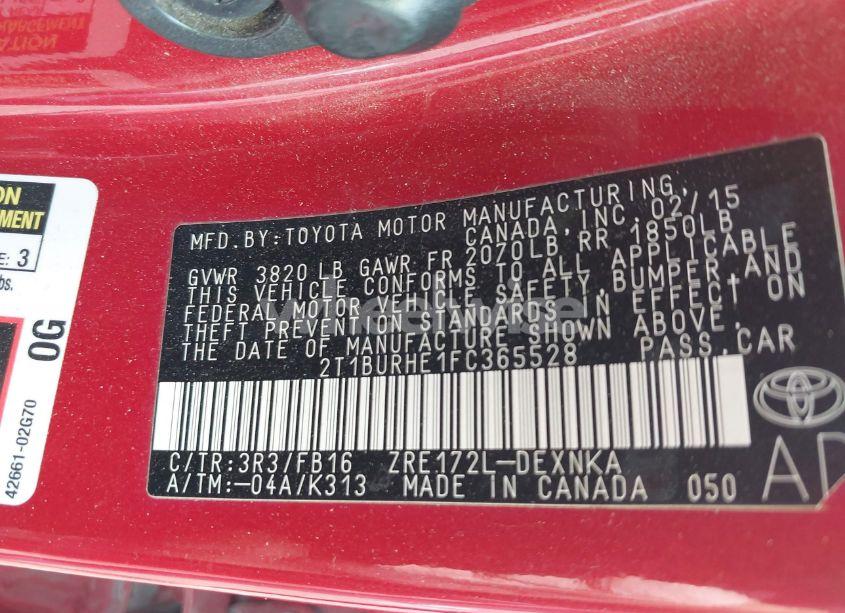 MFD. BY: TOYOTA MOTOR MANUFACTURING,
CANADA, INC. 02/15
GVWR 3820 LB GAWR FR 2070LB, RR 1850LB
THIS VEHICLE CONFORMS TO ALL APPLICABLE
FEDERAL MOTOR VEHICLE SAFETY, BUMPER, AND
THEFT PREVENTION STANDARDS IN EFFECT ON
THE DATE OF MANUFACTURE SHOWN ABOVE.
2T1BURHE1FC365528 PASS. CAR
C/TR:3R3/FB16 ZRE172L-DEXNKA
A/TM:-04A/K313 MADE IN CANADA 050
AD
3
bs.
0G
42661-02G70